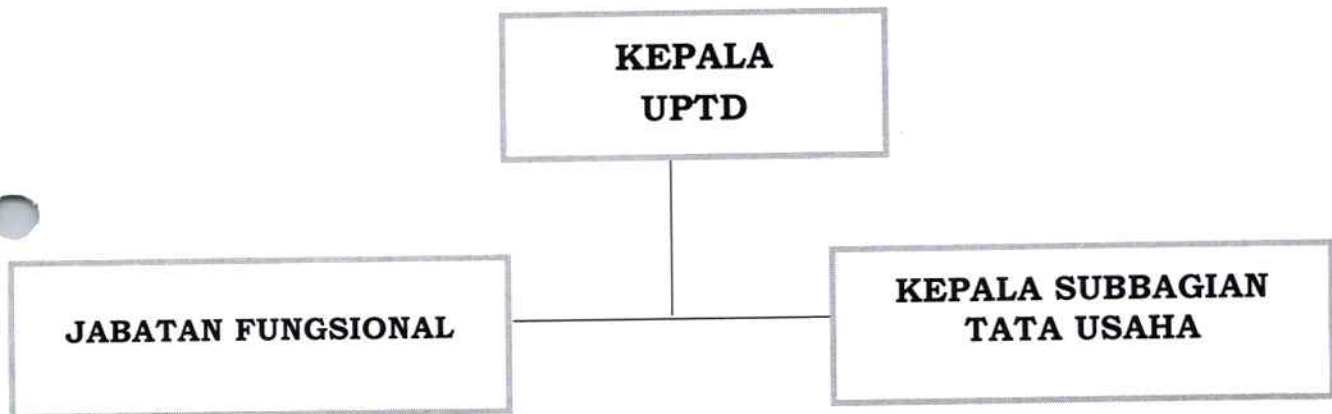 KEPALA
UPTD
JABATAN FUNGSIONAL
KEPALA SUBBAGIAN
TATA USAHA